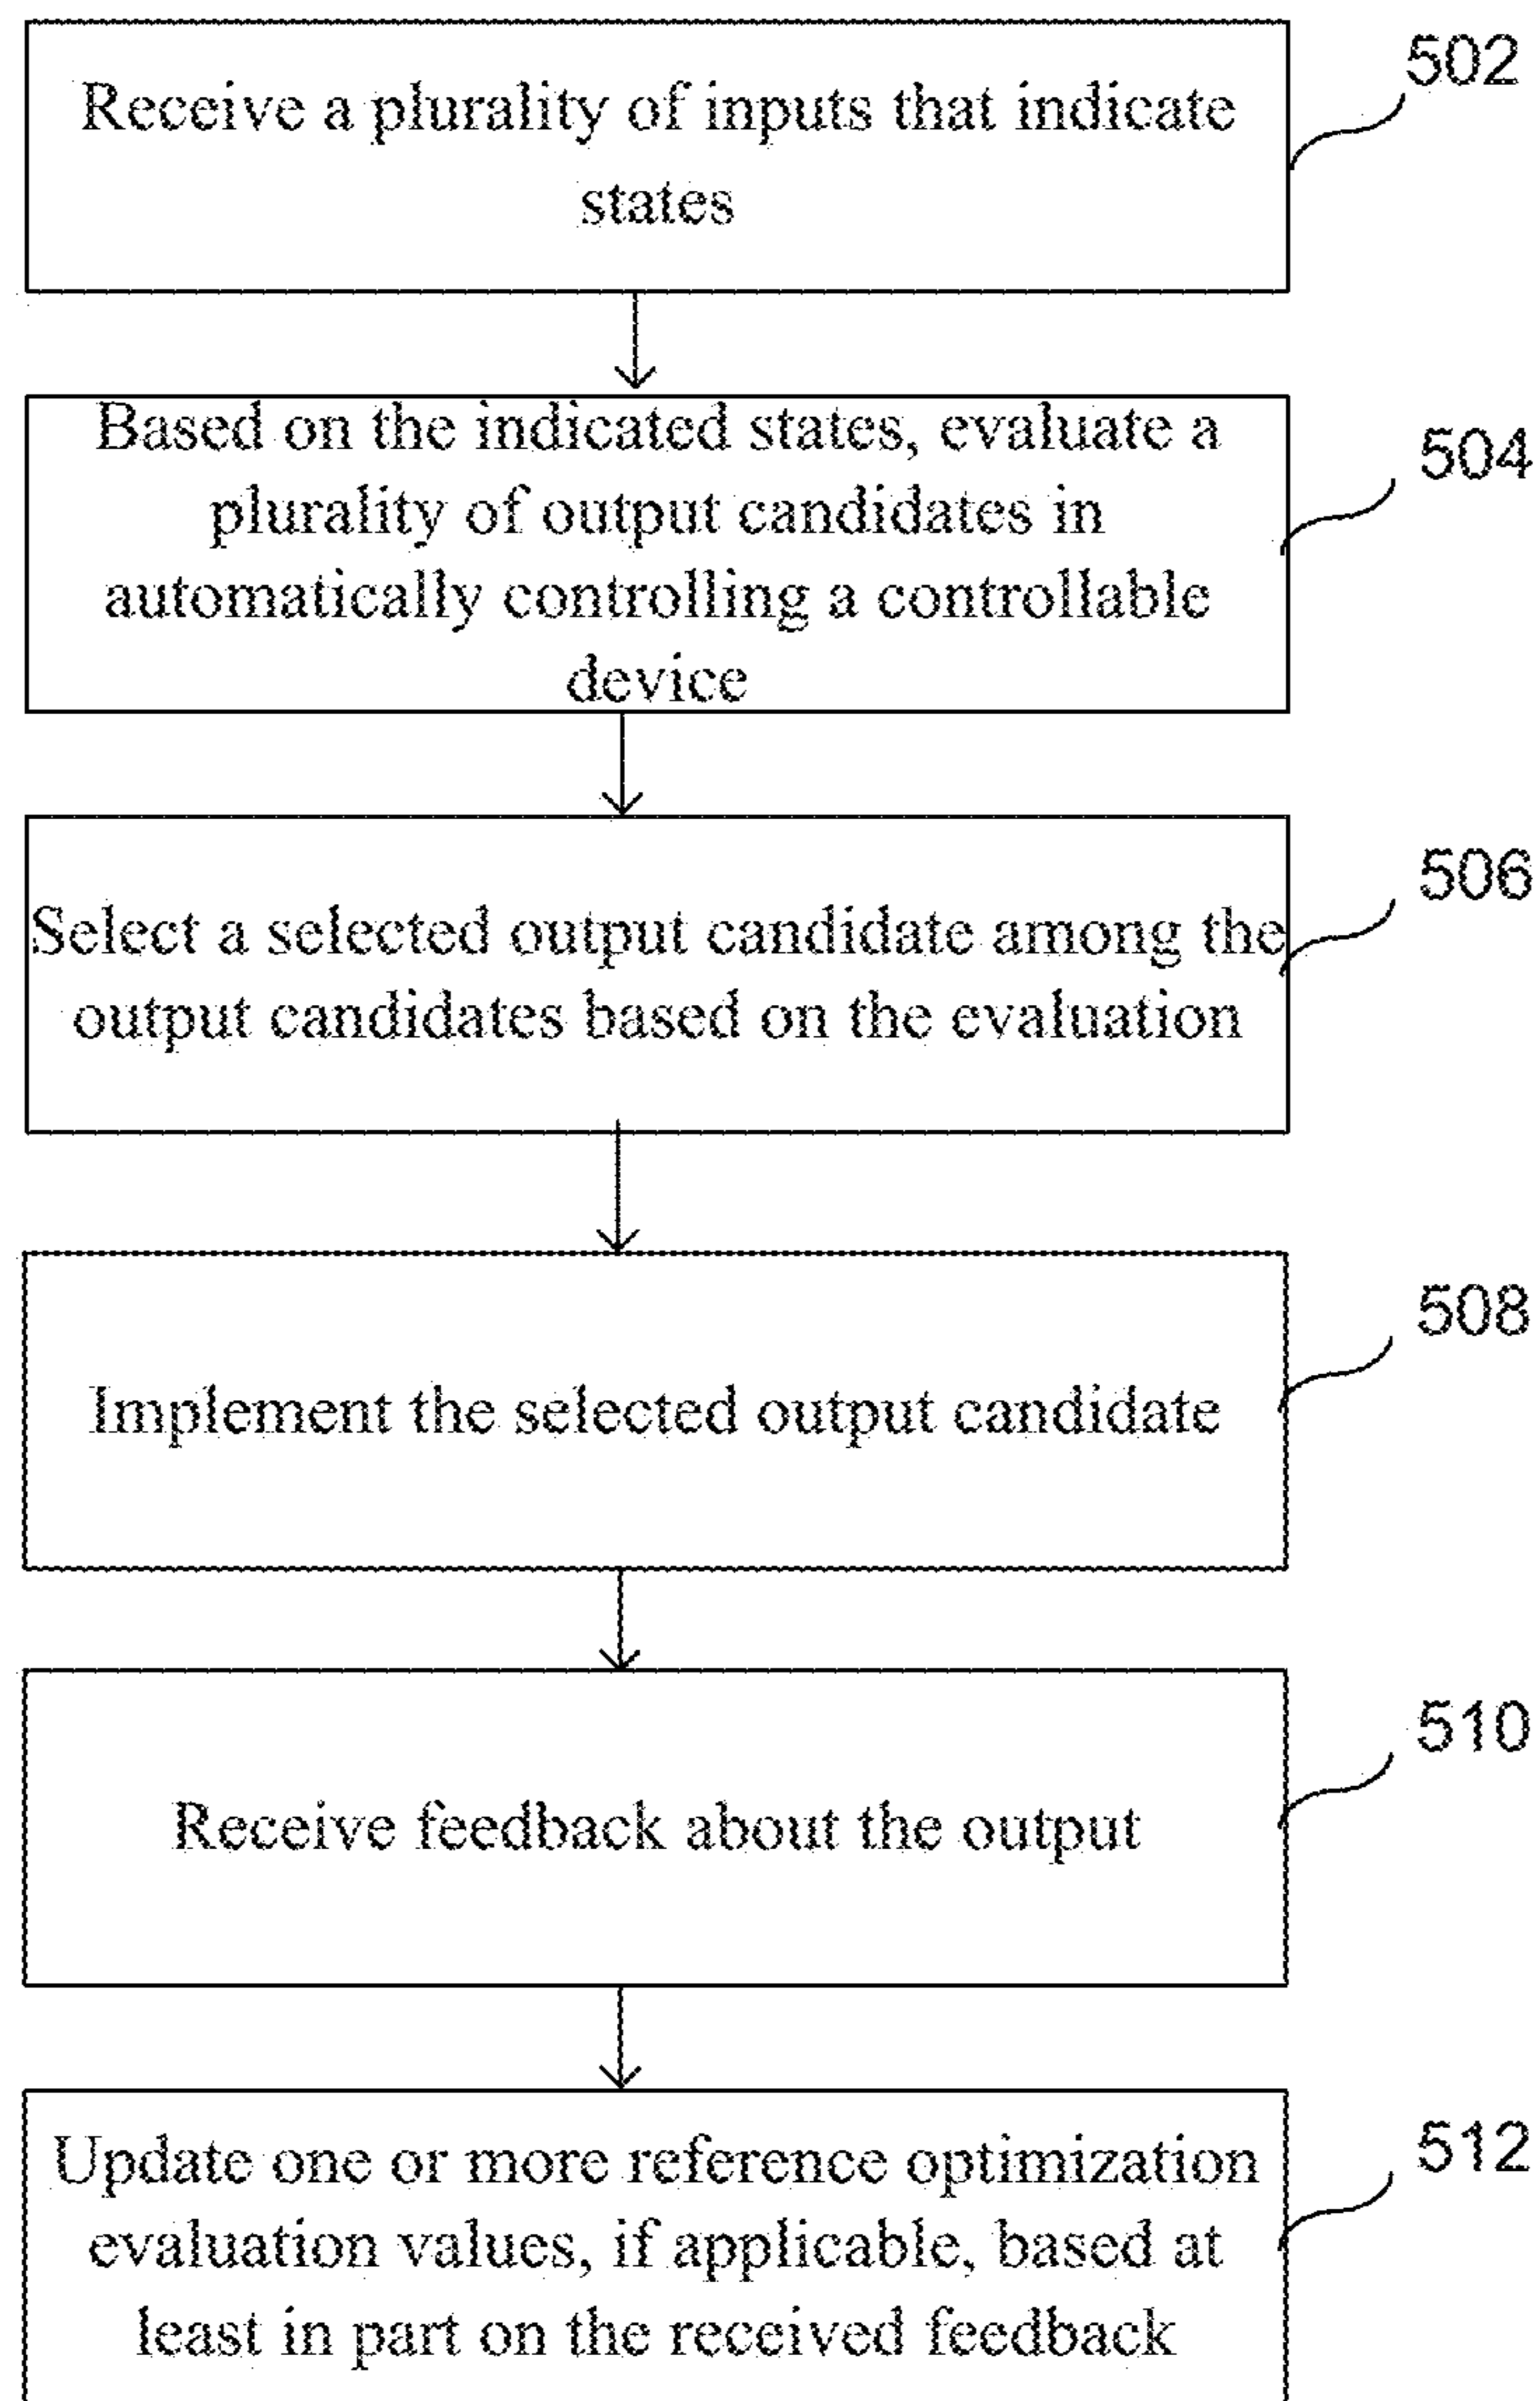 502
Receive a plurality of inputs that indicate
states
504
Based on the indicated states, evaluate a
plurality of output candidates in
automatically controlling a controllable
device
506
Select a selected output candidate among the
output candidates based on the evaluation
508
Implement the selected output candidate
510
Receive feedback about the output
512
Update one or more reference optimization
evaluation values, if applicable, based at
least in part on the received feedback